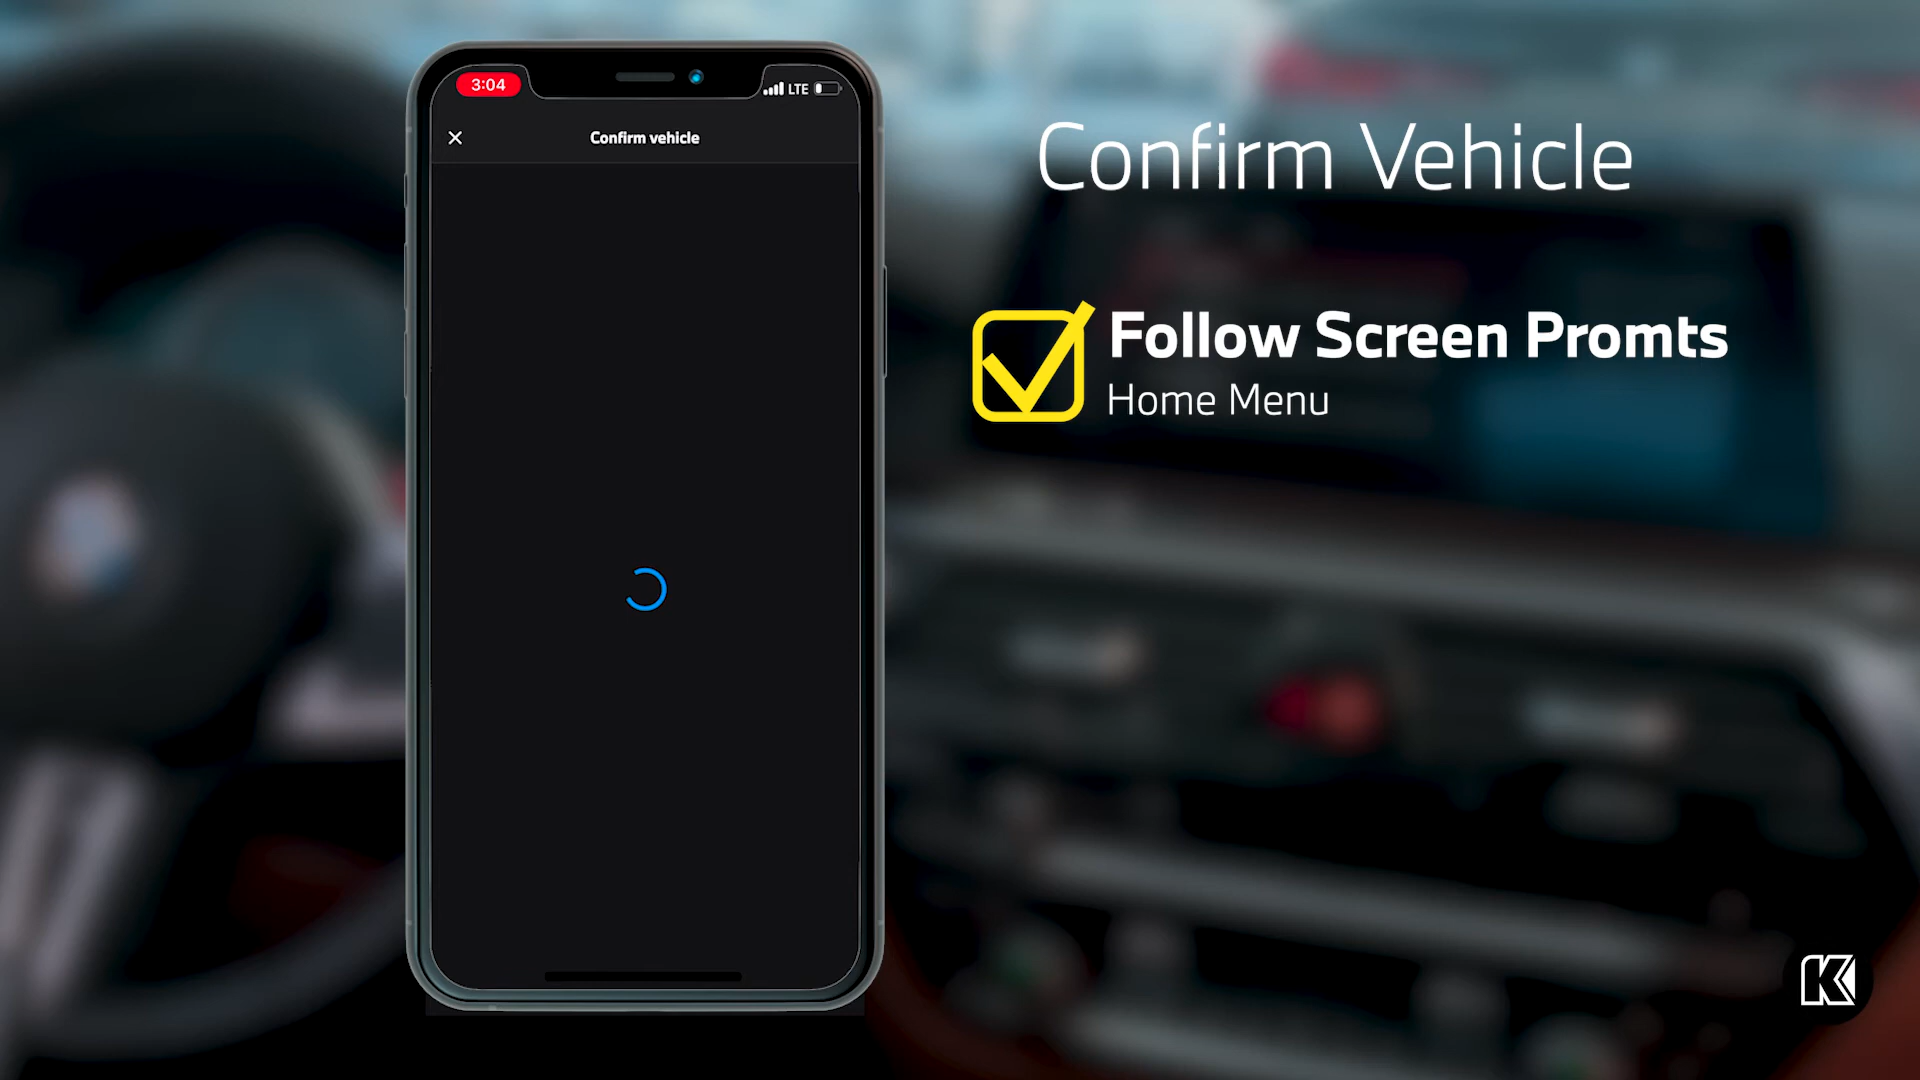 3:04
LTE
Confirm vehicle
Confirm Vehicle
Follow Screen Promts
Home Menu
K